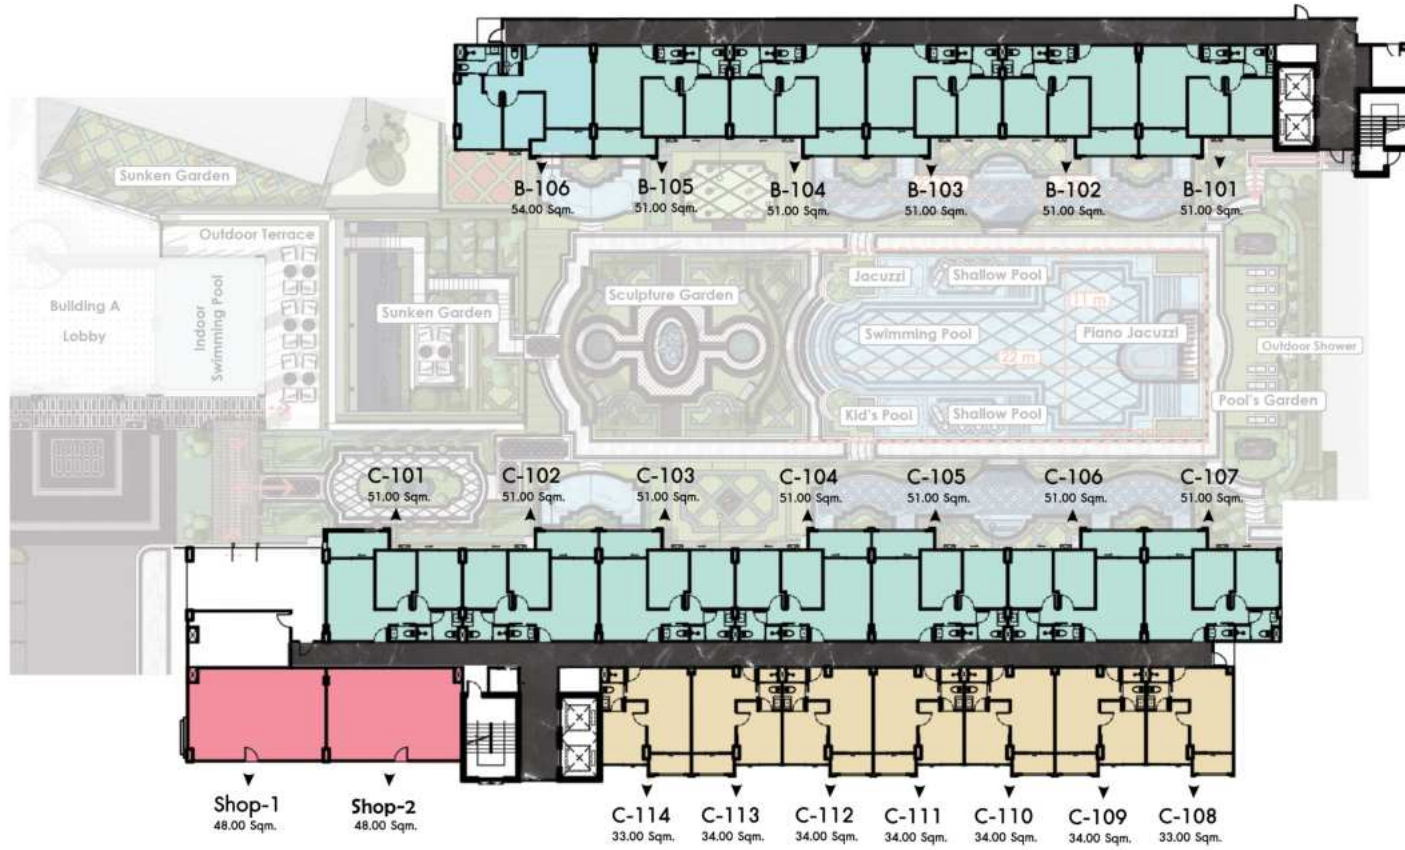 Sunken Garden
B-106
54.00 Sqm.
B-105
51.00 Sqm.
B-104
51.00 Sqm.
B-103
51.00 Sqm.
B-102
51.00 Sqm.
B-101
51.00 Sqm.
Outdoor Terrace
Building A
Lobby
Indoor
Swimming Pool
Sunken Garden
Sculpture Garden
Jacuzzi
Shallow Pool
11 m
Swimming Pool
Piano Jacuzzi
22 m
Outdoor Shower
Kid's Pool
Shallow Pool
Pool's Garden
C-101
51.00 Sqm.
C-102
51.00 Sqm.
C-103
51.00 Sqm.
C-104
51.00 Sqm.
C-105
51.00 Sqm.
C-106
51.00 Sqm.
C-107
51.00 Sqm.
Shop-1
48.00 Sqm.
Shop-2
48.00 Sqm.
C-114
33.00 Sqm.
C-113
34.00 Sqm.
C-112
34.00 Sqm.
C-111
34.00 Sqm.
C-110
34.00 Sqm.
C-109
34.00 Sqm.
C-108
33.00 Sqm.